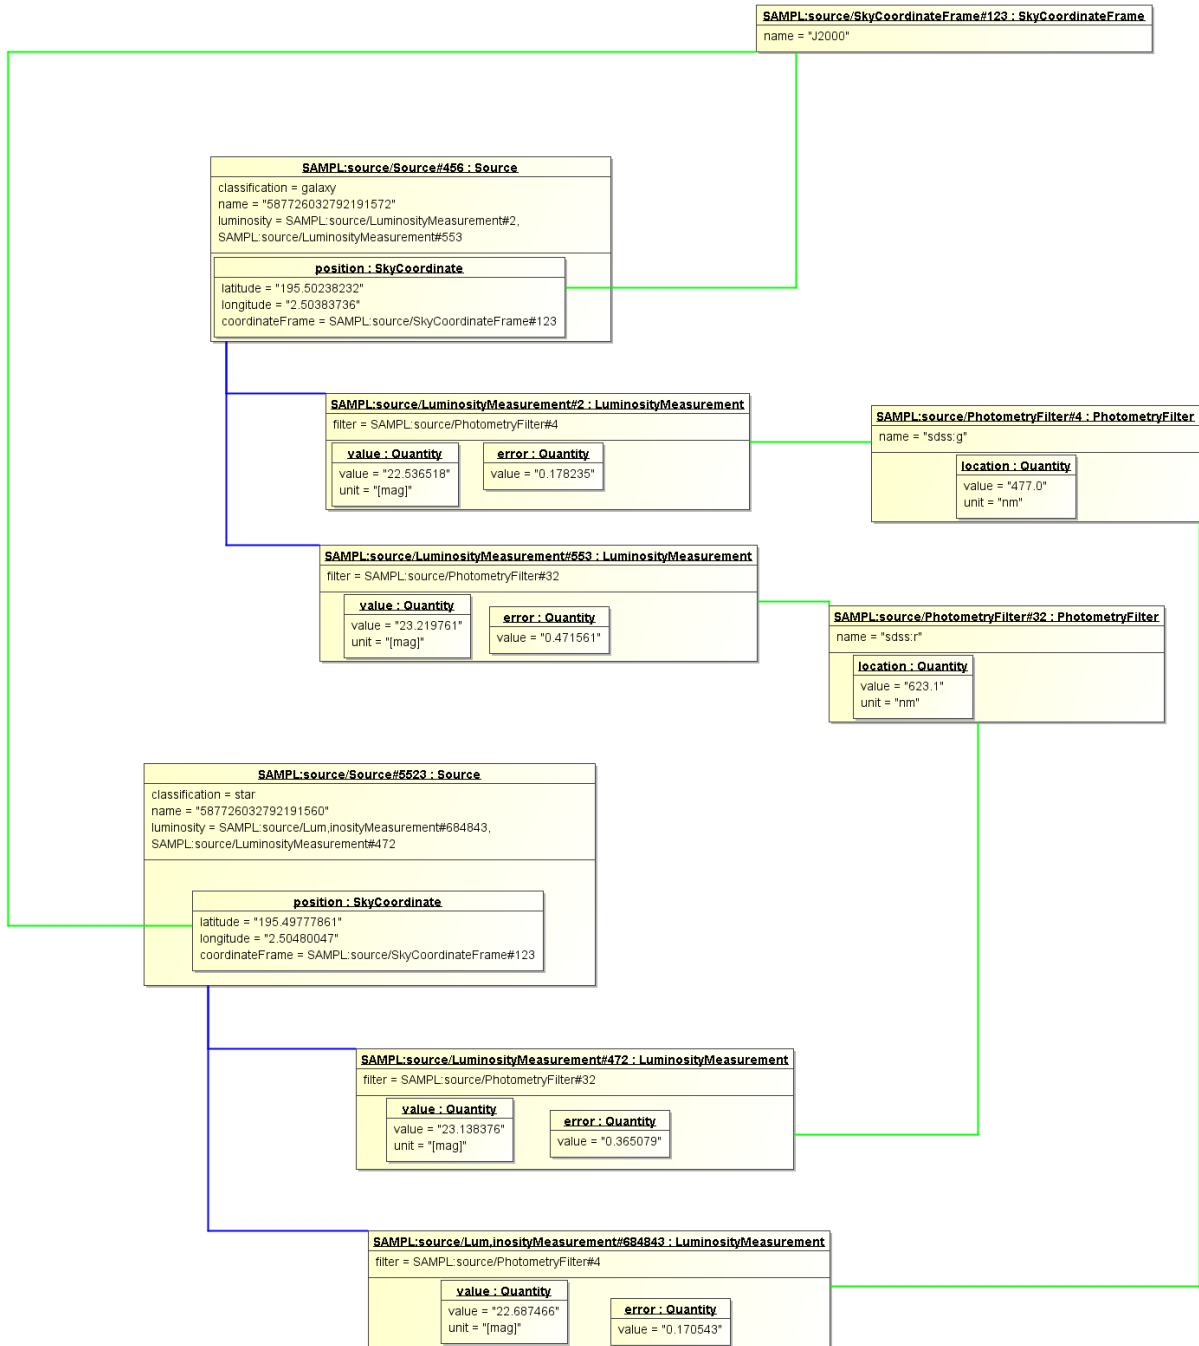 SAMPL:source/SkyCoordinateFrame#123 : SkyCoordinateFrame
name = "J2000"
SAMPL:source/Source#456 : Source
classification = galaxy
name = "587726032792191572"
luminosity = SAMPL:source/LuminosityMeasurement#2,
SAMPL:source/LuminosityMeasurement#553
position : SkyCoordinate
latitude = "195.50238232"
longitude = "2.50383736"
coordinateFrame = SAMPL:source/SkyCoordinateFrame#123
SAMPL:source/LuminosityMeasurement#2 : LuminosityMeasurement
filter = SAMPL:source/PhotometryFilter#4
value : Quantity
value = "22.536518"
unit = "[mag]"
error : Quantity
value = "0.178235"
SAMPL:source/PhotometryFilter#4 : PhotometryFilter
name = "sdss:g"
location : Quantity
value = "477.0"
unit = "nm"
SAMPL:source/LuminosityMeasurement#553 : LuminosityMeasurement
filter = SAMPL:source/PhotometryFilter#32
value : Quantity
value = "23.219761"
unit = "[mag]"
error : Quantity
value = "0.471561"
SAMPL:source/PhotometryFilter#32 : PhotometryFilter
name = "sdss:r"
location : Quantity
value = "623.1"
unit = "nm"
SAMPL:source/Source#5523 : Source
classification = star
name = "587726032792191560"
luminosity = SAMPL:source/Lum,inosityMeasurement#684843,
SAMPL:source/LuminosityMeasurement#472
position : SkyCoordinate
latitude = "195.49777861"
longitude = "2.50480047"
coordinateFrame = SAMPL:source/SkyCoordinateFrame#123
SAMPL:source/LuminosityMeasurement#472 : LuminosityMeasurement
filter = SAMPL:source/PhotometryFilter#32
value : Quantity
value = "23.138376"
unit = "[mag]"
error : Quantity
value = "0.365079"
SAMPL:source/Lum,inosityMeasurement#684843 : LuminosityMeasurement
filter = SAMPL:source/PhotometryFilter#4
value : Quantity
value = "22.687466"
unit = "[mag]"
error : Quantity
value = "0.170543"